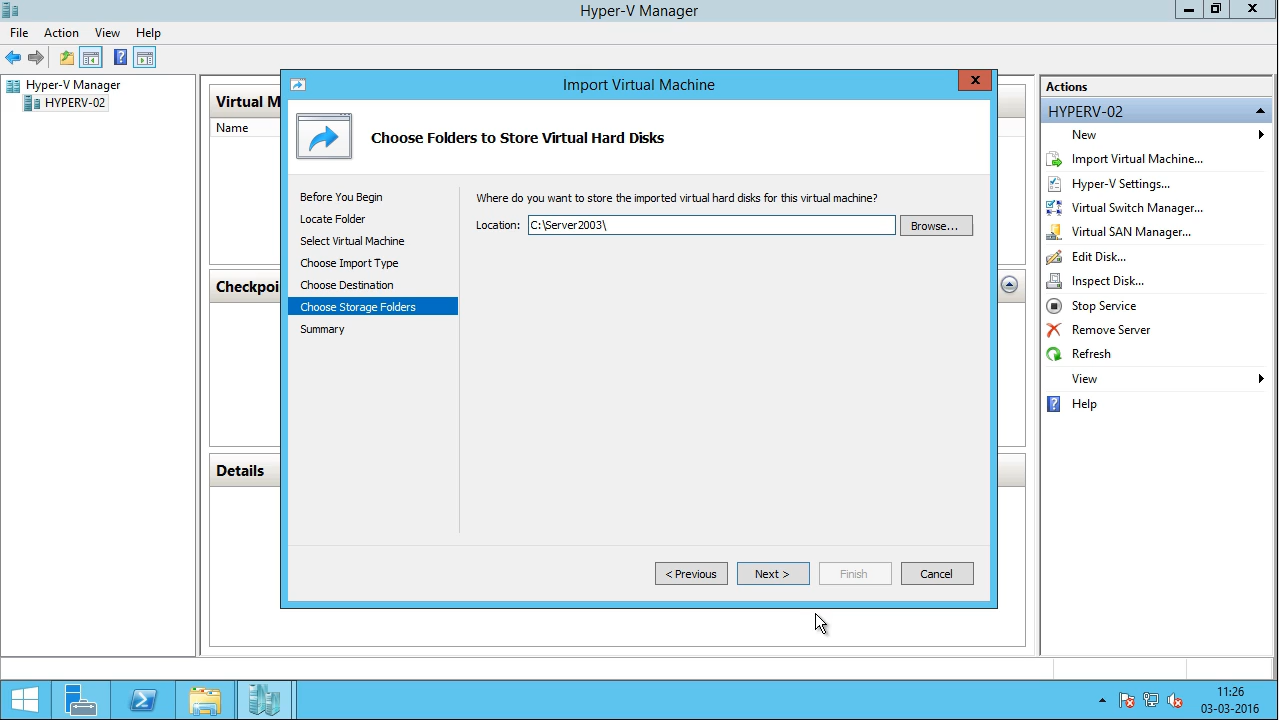 Hyper-V Manager
File Action View Help
Hyper-V Manager
HYPERV-02
Virtual M
Name
Checkpoi
Details
Import Virtual Machine
Choose Folders to Store Virtual Hard Disks
Before You Begin
Locate Folder
Select Virtual Machine
Choose Import Type
Choose Destination
Choose Storage Folders
Summary
Where do you want to store the imported virtual hard disks for this virtual machine?
Location: C:\Server2003\ Browse...
< Previous Next > Finish Cancel
Actions
HYPERV-02
New
Import Virtual Machine...
Hyper-V Settings...
Virtual Switch Manager...
Virtual SAN Manager...
Edit Disk...
Inspect Disk...
Stop Service
Remove Server
Refresh
View
Help
11:26
03-03-2016